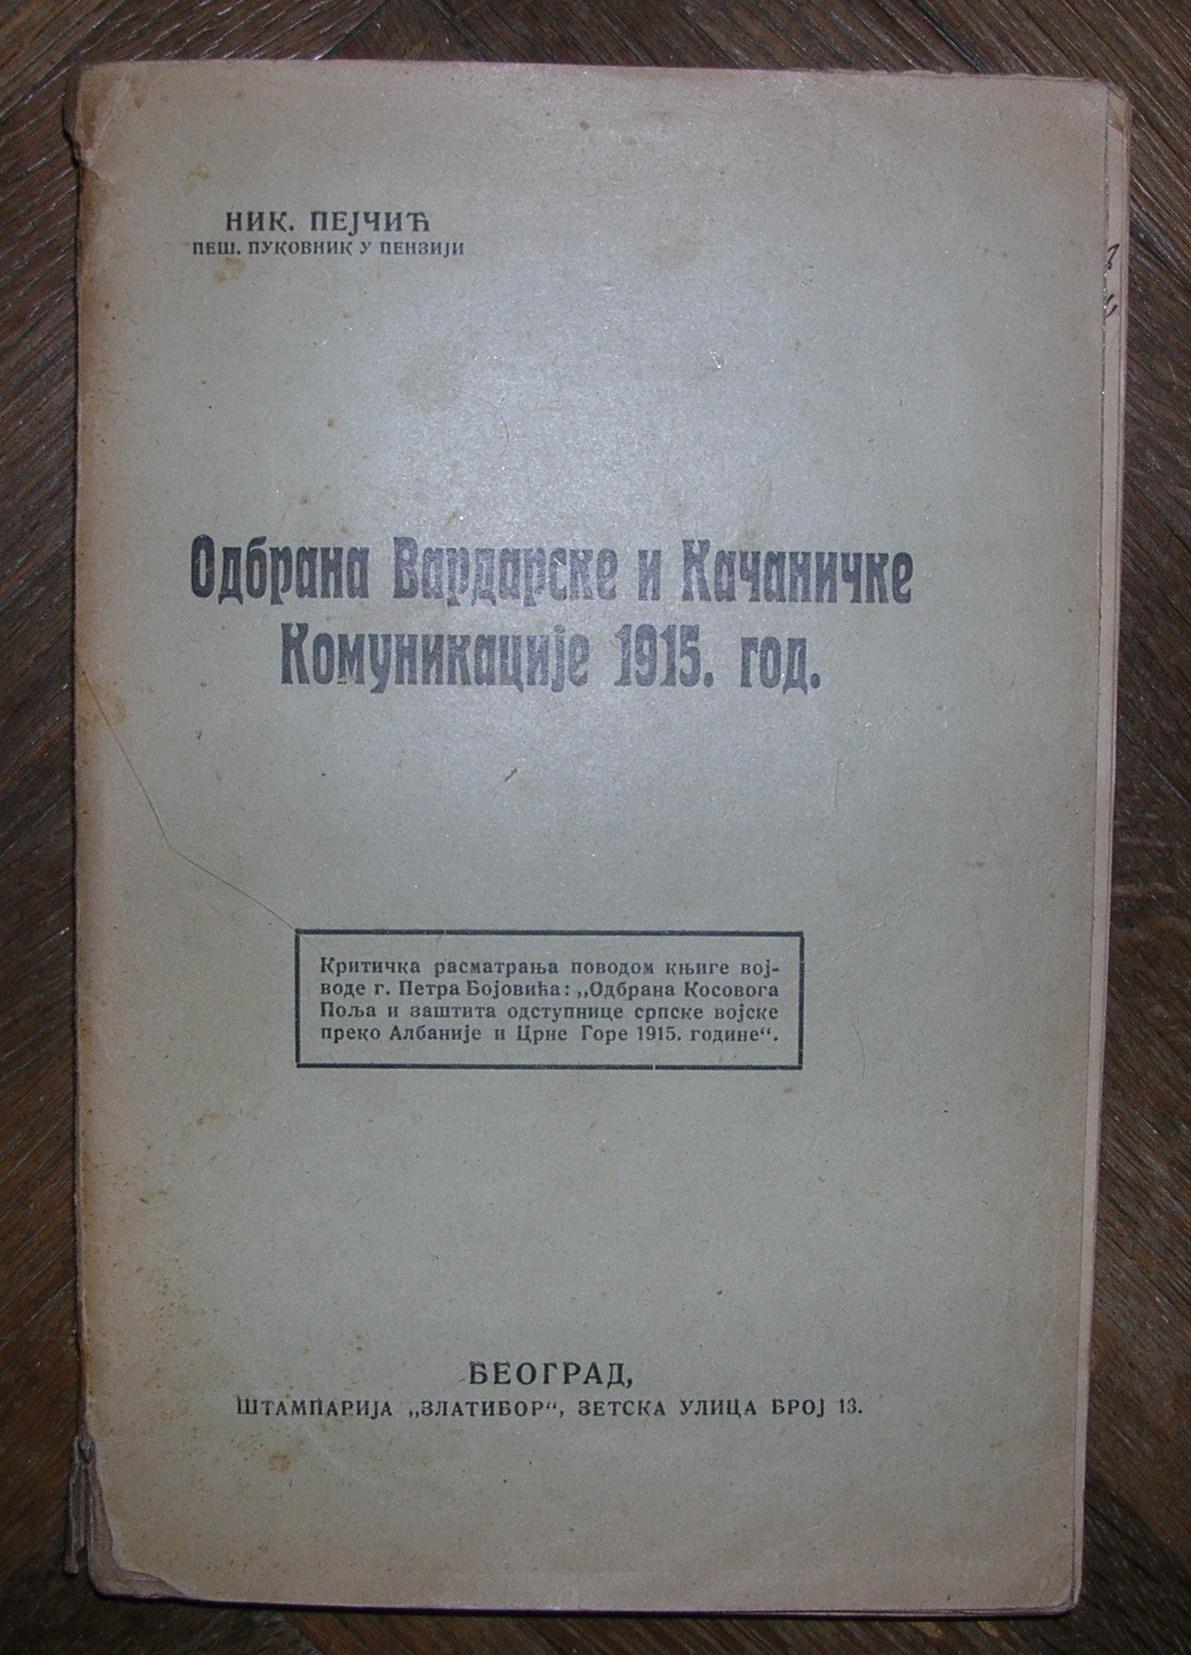 НИК. ПЕЈЧИЋ
ПЕШ. ПУКОВНИК У ПЕНЗИЈИ
Одбрана Вардарске и Качаничке
Комуникације 1915. год.
Критичка расматрања поводом књиге вој-
воде г. Петра Бојовића: „Одбрана Косовога
Поља и заштита одступнице српске војске
преко Албаније и Црне Горе 1915. године“.
БЕОГРАД,
ШТАМПАРИЈА „ЗЛАТИБОР“, ЗЕТСКА УЛИЦА БРОЈ 13.